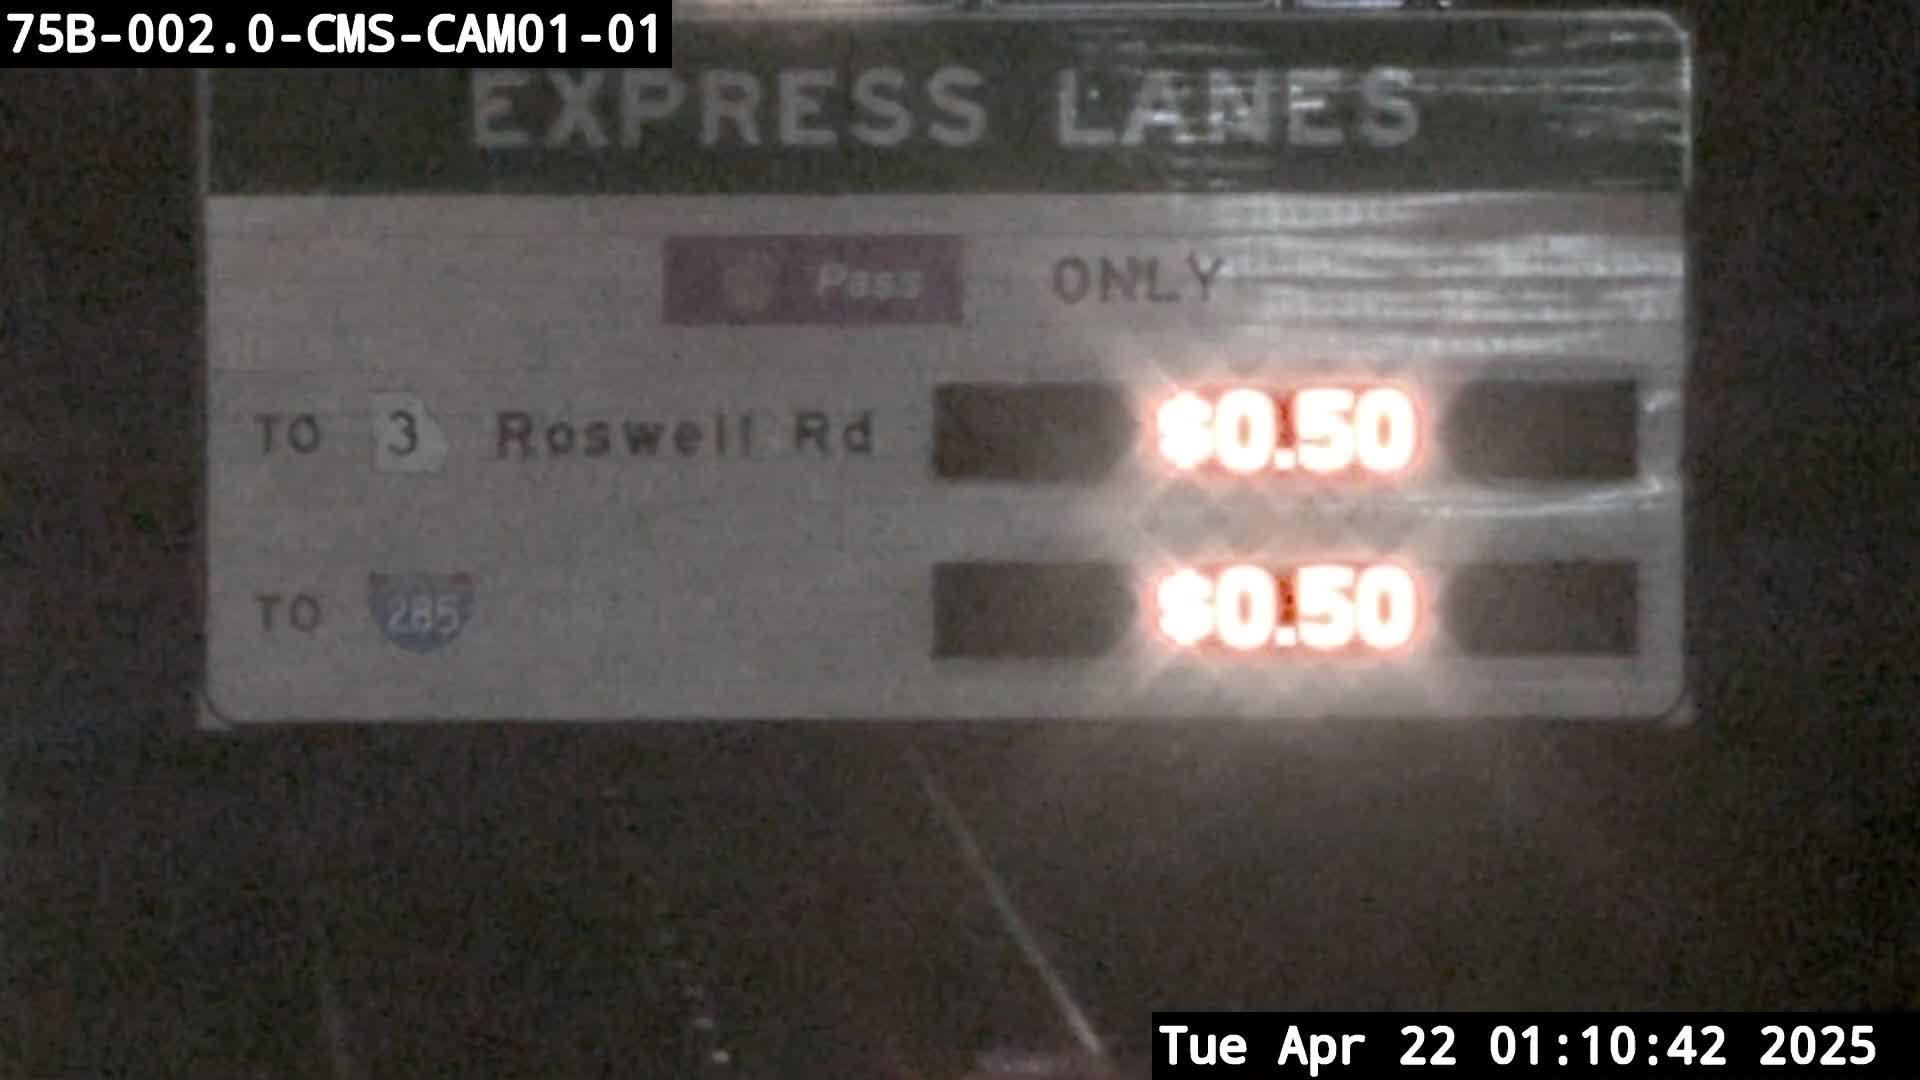 75B-002.0-CMS-CAM01-01
EXPRESS LANES
Pass ONLY
TO 3 Roswell Rd $0.50
TO 285 $0.50
Tue Apr 22 01:10:42 2025